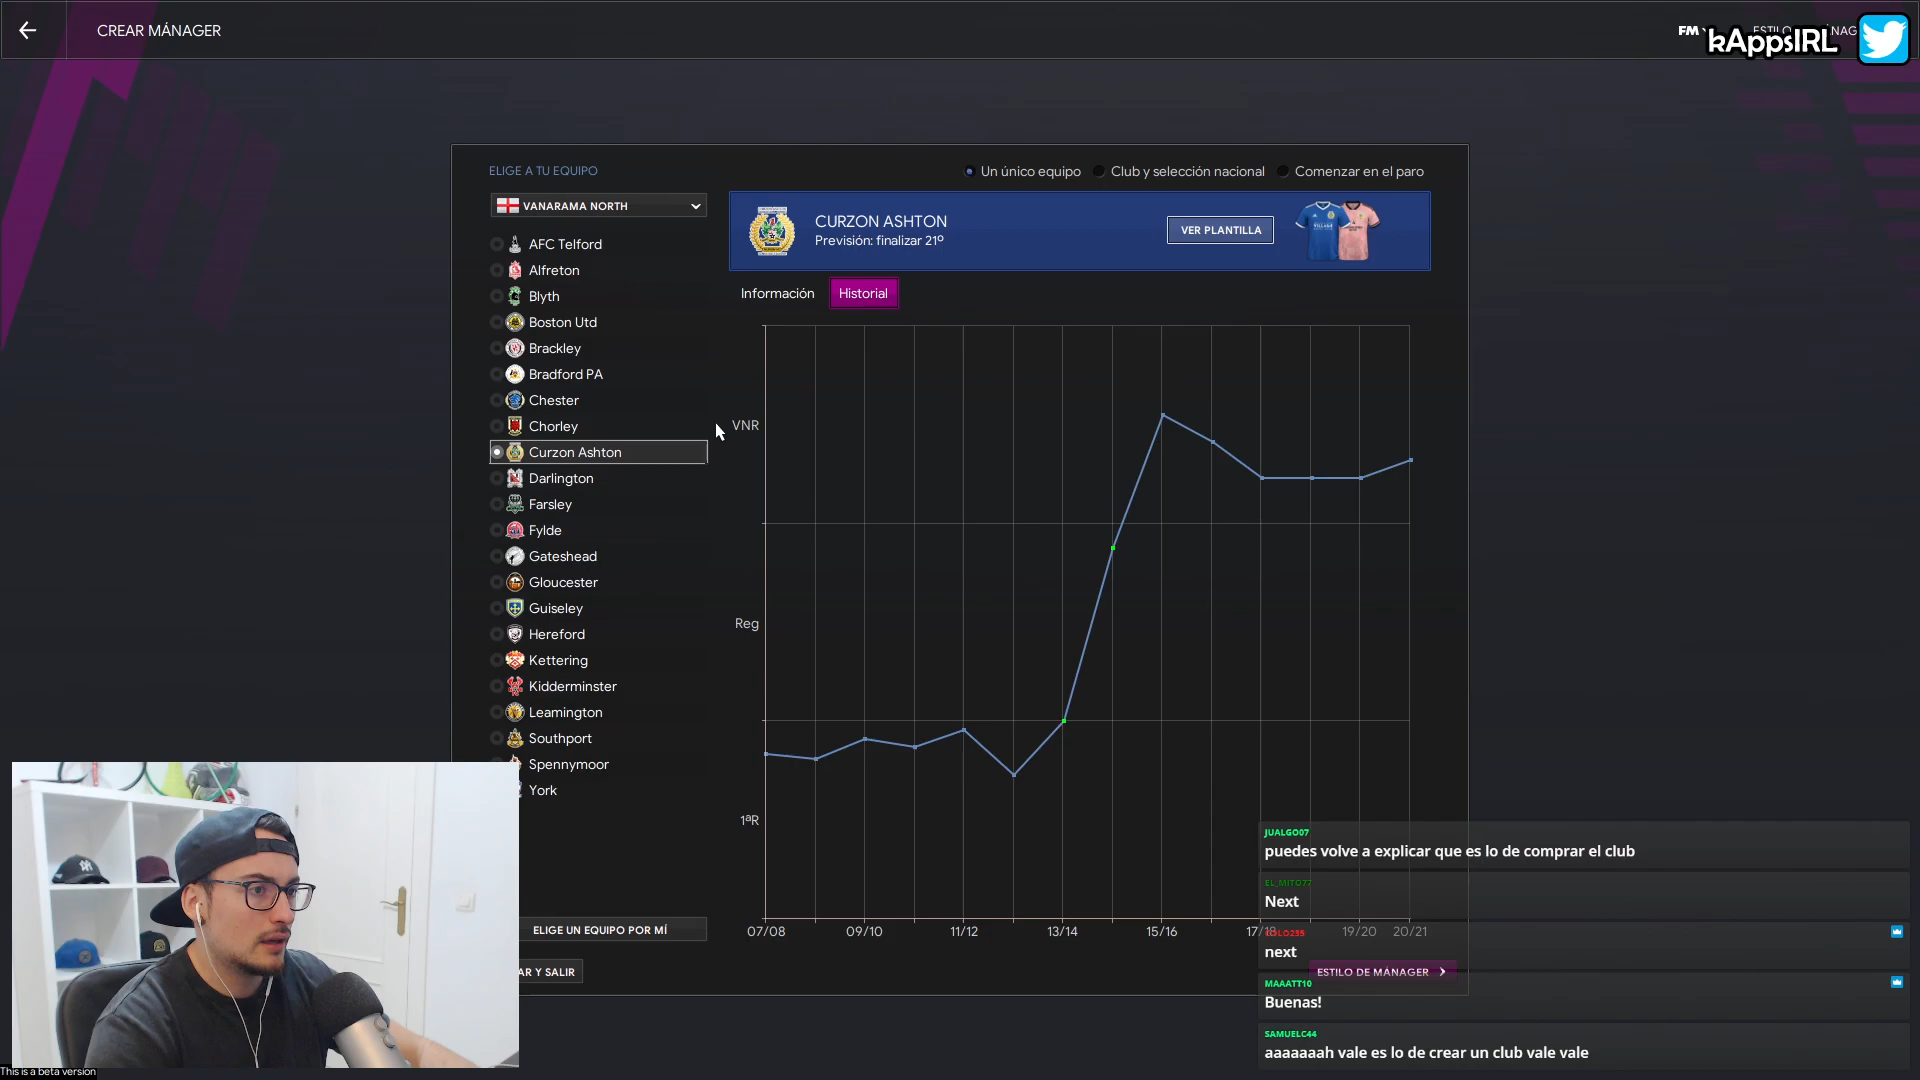 CREAR MÁNAGER
FM
ESTILO
kAppsIRL
ELIGE A TU EQUIPO
Un único equipo
Club y selección nacional
Comenzar en el paro
VANARAMA NORTH
CURZON ASHTON
Previsión: finalizar 21º
VER PLANTILLA
Información
Historial
AFC Telford
Alfreton
Blyth
Boston Utd
Brackley
Bradford PA
Chester
Chorley
Curzon Ashton
Darlington
Farsley
Fylde
Gateshead
Gloucester
Guiseley
Hereford
Kettering
Kidderminster
Leamington
Southport
Spennymoor
York
VNR
Reg
1ªR
07/08
09/10
11/12
13/14
15/16
19/20
20/21
ELIGE UN EQUIPO POR MÍ
AR Y SALIR
ESTILO DE MÁNAGER
JUALGO07
puedes volve a explicar que es lo de comprar el club
EL_MITO77
Next
next
MAAATT10
Buenas!
SAMUELC44
aaaaaaah vale es lo de crear un club vale vale
This is a beta version